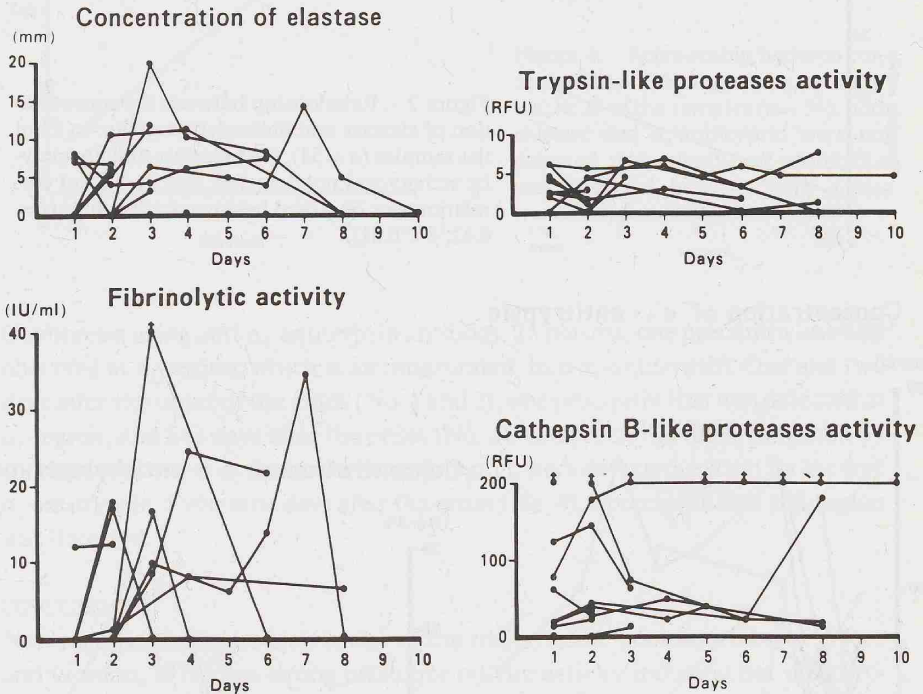 Concentration of elastase
(mm)
20
15
10
5
0
1 2 3 4 5 6 7 8 9 10
Days
Trypsin-like proteases activity
(RFU)
10
5
0
1 2 3 4 5 6 7 8 9 10
Days
Fibrinolytic activity
(IU/ml)
40
30
20
10
0
1 2 3 4 5 6 7 8 9 10
Days
Cathepsin B-like proteases activity
(RFU)
200
100
0
1 2 3 4 5 6 7 8 9 10
Days